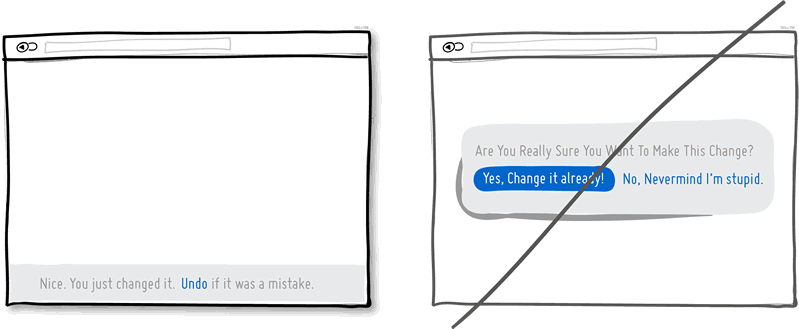 Nice. You just changed it. Undo if it was a mistake.
Are You Really Sure You Want To Make This Change?
Yes, Change it already! No, Nevermind I'm stupid.